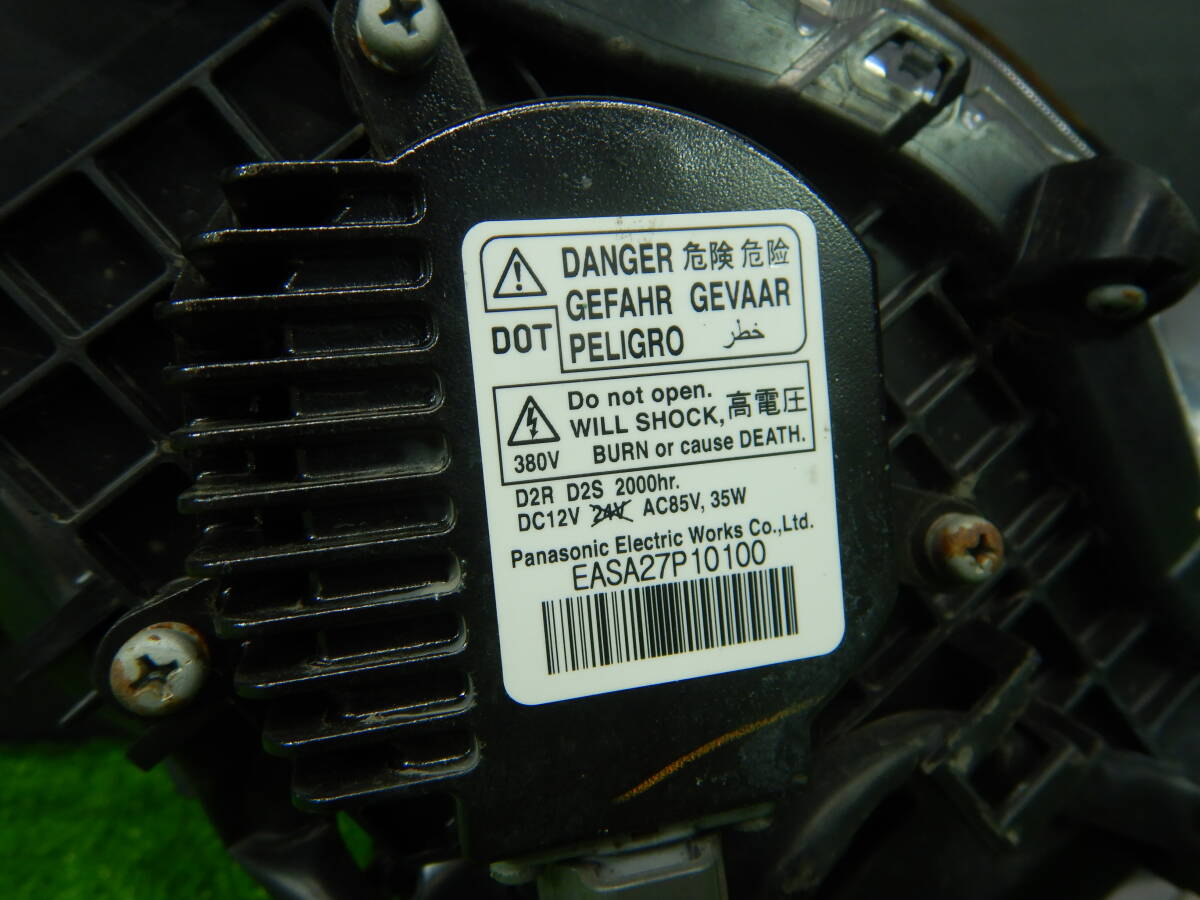 DANGER 危険 危险
GEFAHR GEVAAR
DOT PELIGRO خطر
Do not open.
WILL SHOCK, 高電圧
380V BURN or cause DEATH.
D2R D2S 2000hr.
DC12V 24V AC85V, 35W
Panasonic Electric Works Co.,Ltd.
EASA27P10100